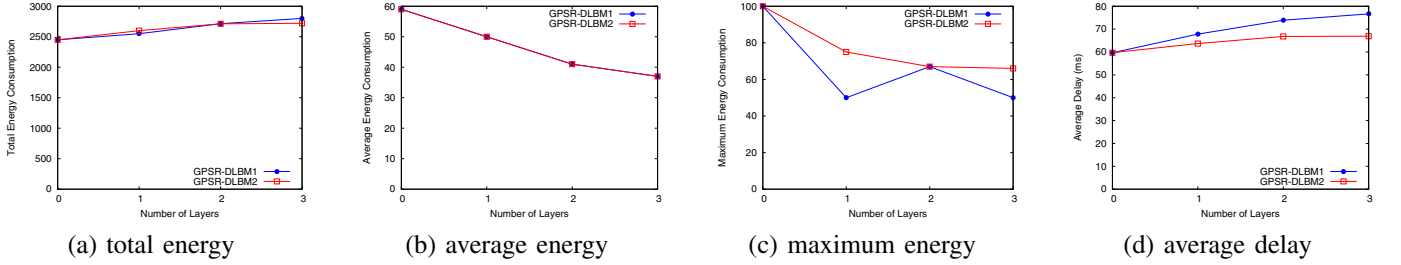 3000
2500
2000
1500
1000
500
0
0 1 2 3
Total Energy Consumption
Number of Layers
GPSR-DLBM1
GPSR-DLBM2
(a) total energy
60
50
40
30
20
10
0
0 1 2 3
Average Energy Consumption
Number of Layers
GPSR-DLBM1
GPSR-DLBM2
(b) average energy
100
80
60
40
20
0
0 1 2 3
Maximum Energy Consumption
Number of Layers
GPSR-DLBM1
GPSR-DLBM2
(c) maximum energy
80
70
60
50
40
30
20
10
0
0 1 2 3
Average Delay (ms)
Number of Layers
GPSR-DLBM1
GPSR-DLBM2
(d) average delay